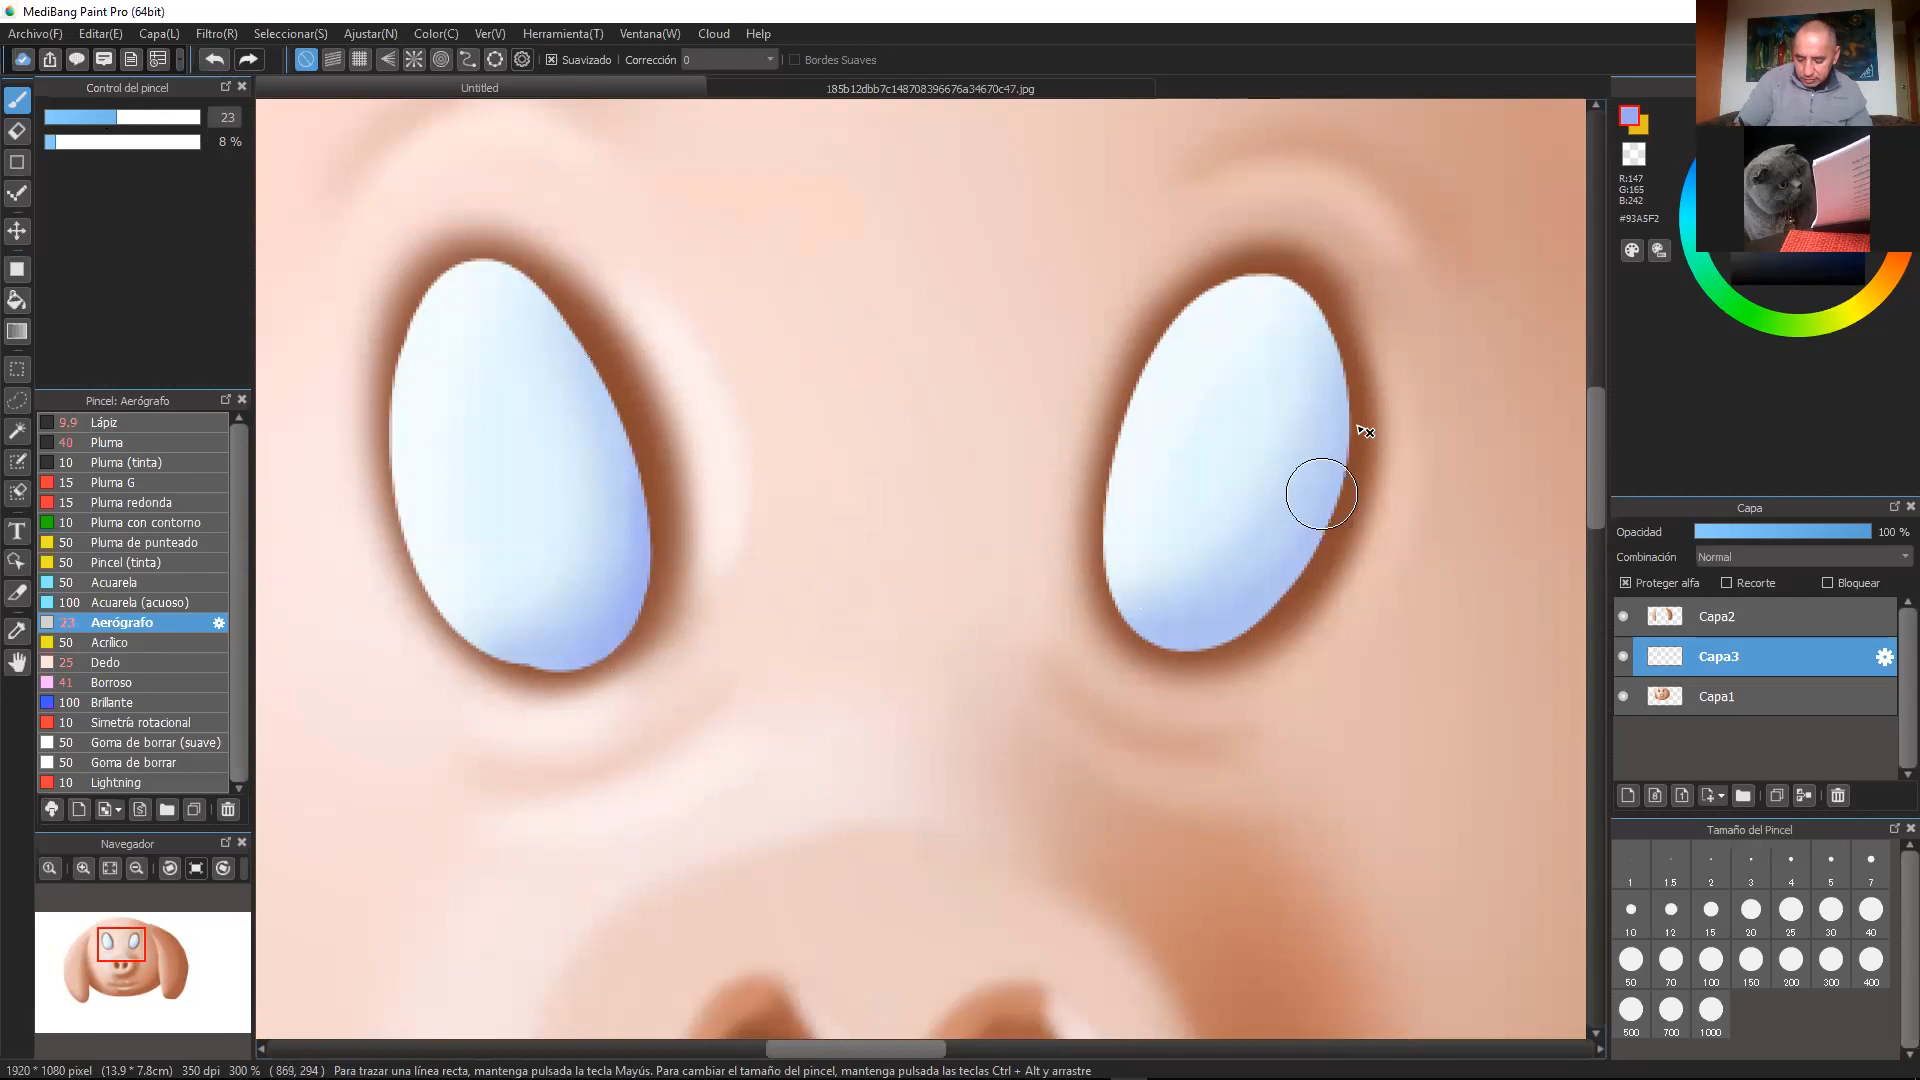 MediBang Paint Pro (64bit)
Archivo(F) Editar(E) Capa(L) Filtro(R) Seleccionar(S) Ajustar(N) Color(C) Ver(V) Herramienta(T) Ventana(W) Cloud Help
Suavizado Corrección 0 Bordes Suaves
Control del pincel
Untitled
185b12dbb7c148708396676a34670c47.jpg
23
8 %
R:147
G:165
B:242
#93A5F2
Pincel: Aerógrafo
9.9 Lápiz
40 Pluma
10 Pluma (tinta)
15 Pluma G
15 Pluma redonda
10 Pluma con contorno
50 Pluma de punteado
50 Pincel (tinta)
50 Acuarela
100 Acuarela (acuoso)
23 Aerógrafo
50 Acrílico
25 Dedo
41 Borroso
100 Brillante
10 Simetría rotacional
50 Goma de borrar (suave)
50 Goma de borrar
10 Lightning
Navegador
Capa
Opacidad 100 %
Combinación Normal
Proteger alfa Recorte Bloquear
Capa2
Capa3
Capa1
Tamaño del Pincel
1 1.5 2 3 4 5 7
10 12 15 20 25 30 40
50 70 100 150 200 300 400
500 700 1000
1920 * 1080 pixel (13.9 * 7.8cm) 350 dpi 300 % ( 869, 294 ) Para trazar una línea recta, mantenga pulsada la tecla Mayús. Para cambiar el tamaño del pincel, mantenga pulsada las teclas Ctrl + Alt y arrastre